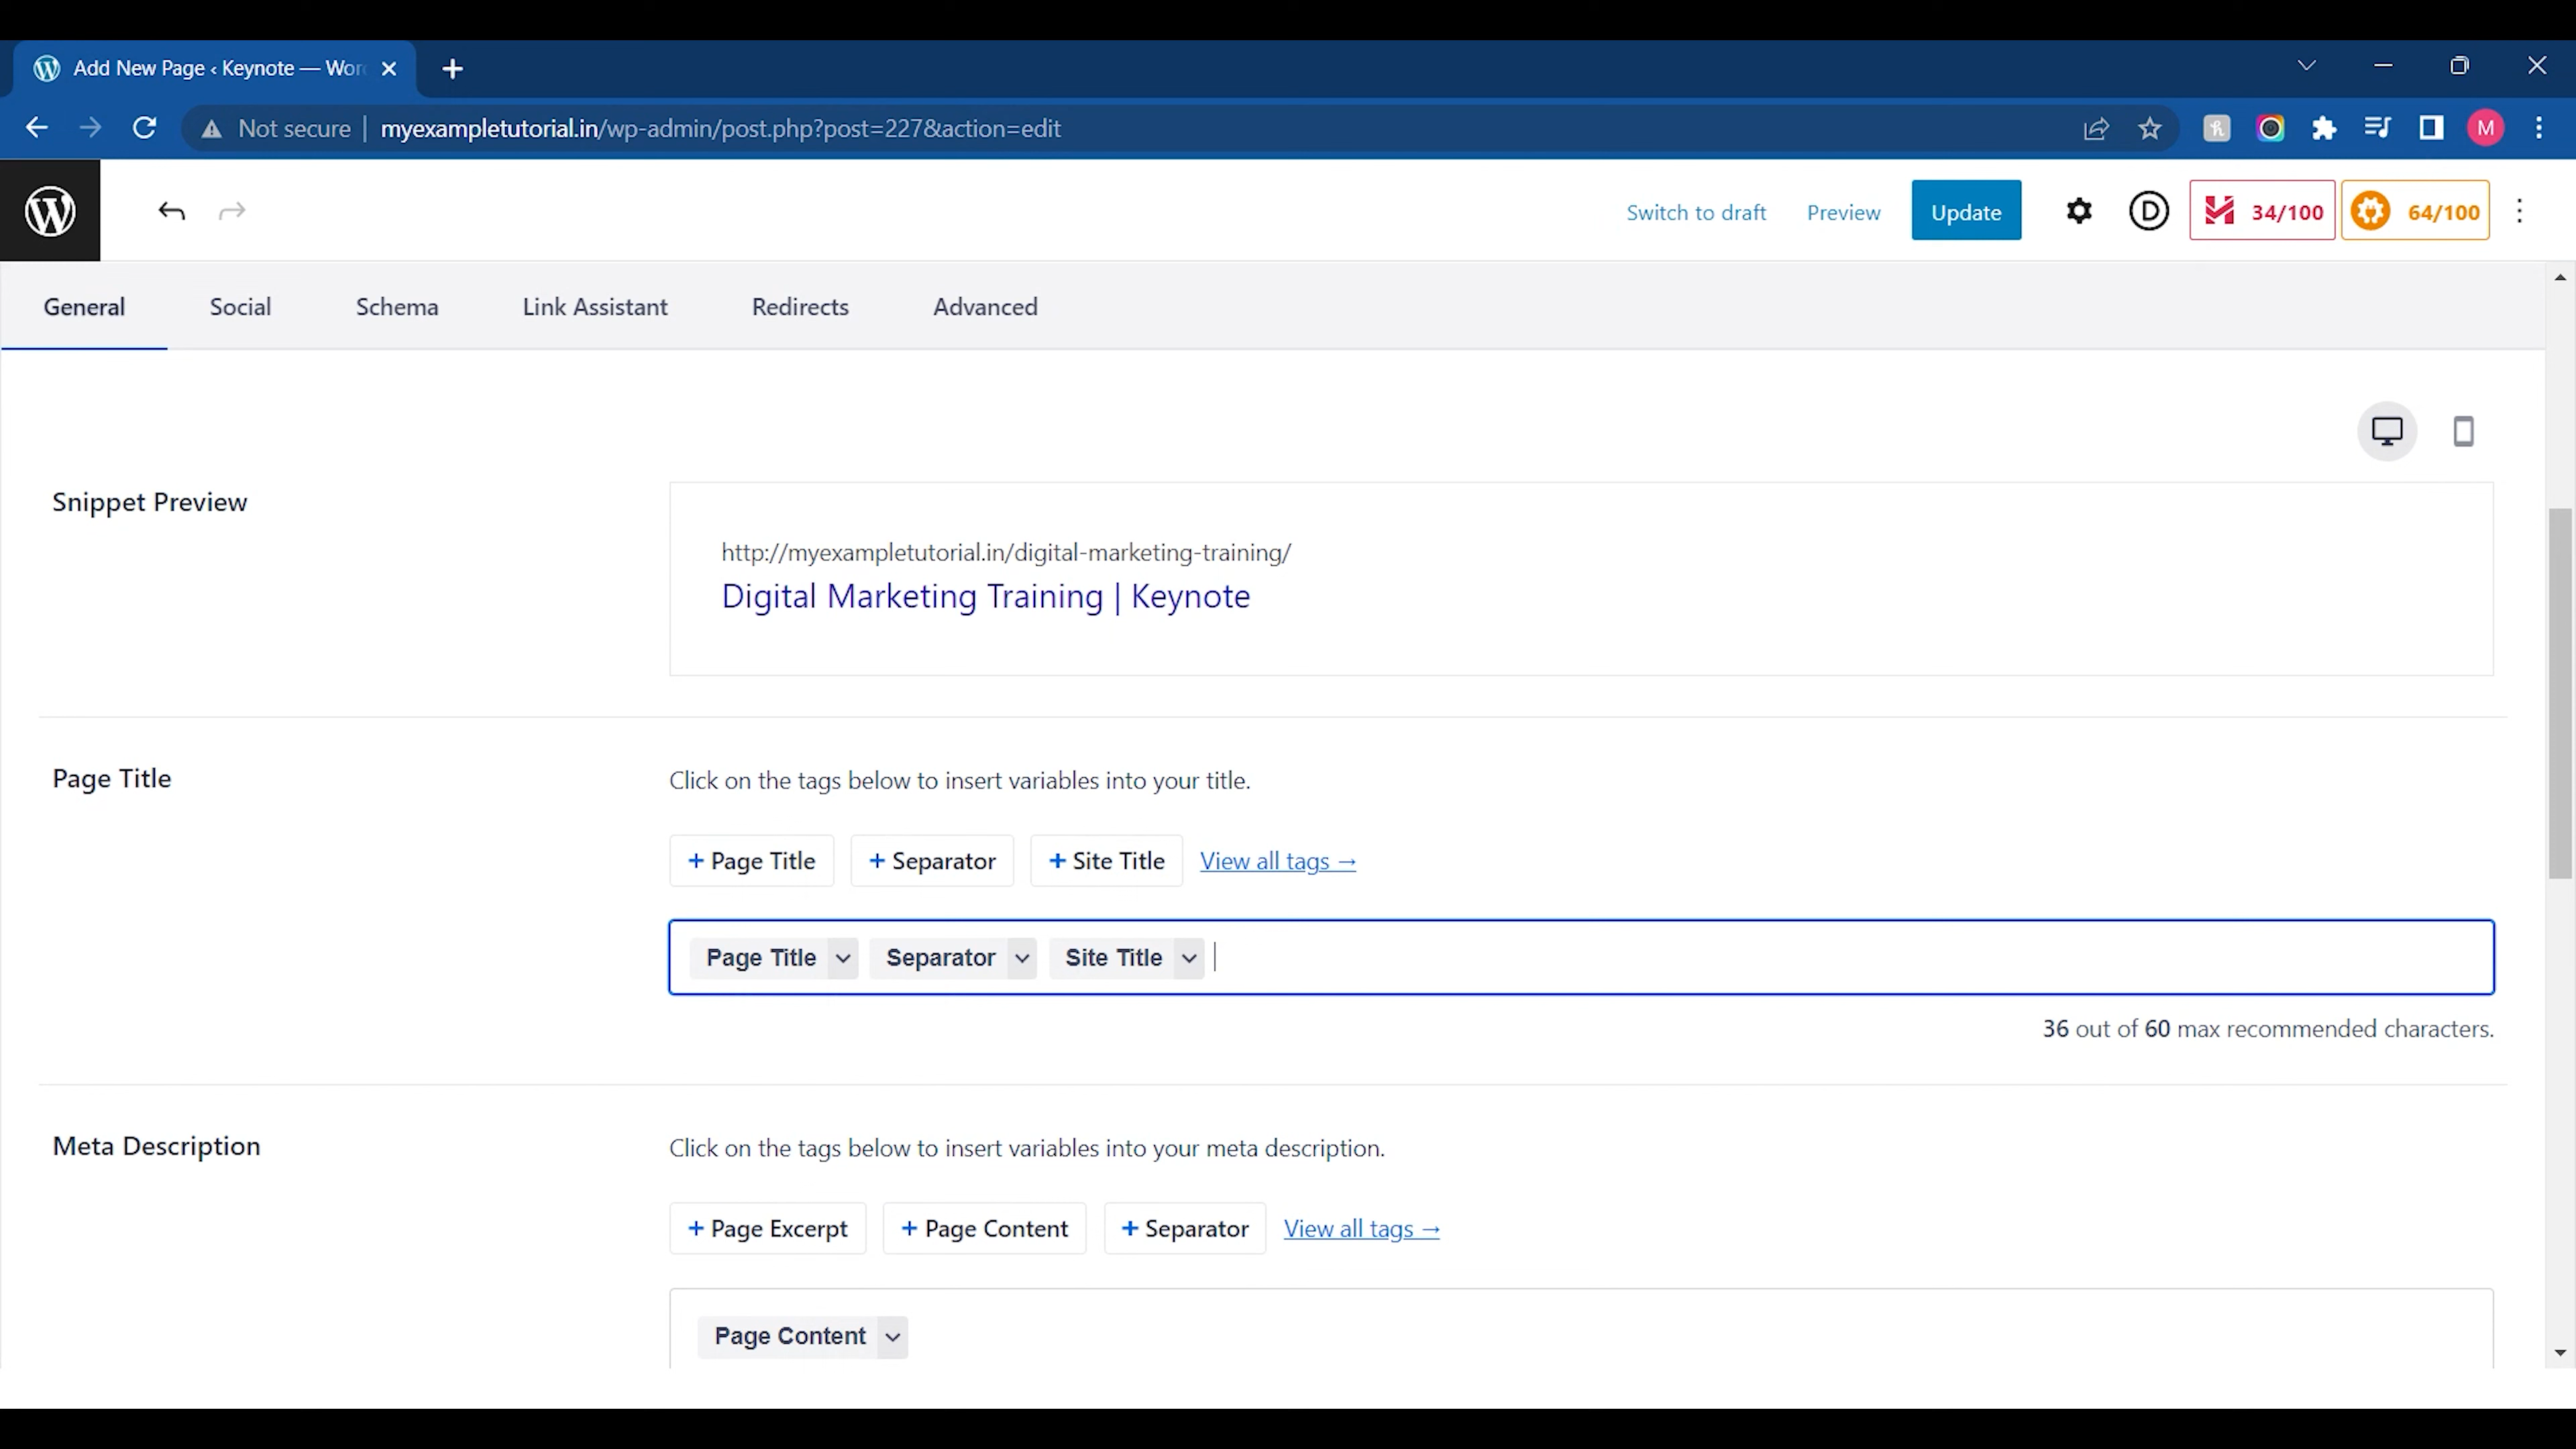 Add New Page ‹ Keynote — Wor
Not secure | myexampletutorial.in/wp-admin/post.php?post=227&action=edit
M
Switch to draft
Preview
Update
34/100
64/100
General
Social
Schema
Link Assistant
Redirects
Advanced
Snippet Preview
http://myexampletutorial.in/digital-marketing-training/
Digital Marketing Training | Keynote
Page Title
Click on the tags below to insert variables into your title.
+ Page Title
+ Separator
+ Site Title
View all tags →
Page Title
Separator
Site Title
36 out of 60 max recommended characters.
Meta Description
Click on the tags below to insert variables into your meta description.
+ Page Excerpt
+ Page Content
+ Separator
View all tags →
Page Content